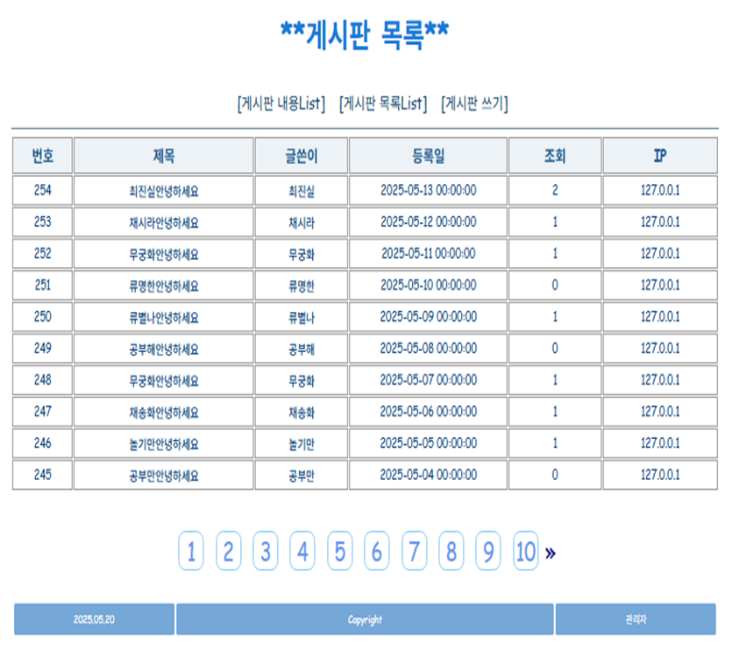 **게시판 목록**
[게시판 내용List] [게시판 목록List] [게시판 쓰기]
번호 제목 글쓴이 등록일 조회 IP
254 최진실안녕하세요 최진실 2025-05-13 00:00:00 2 127.0.0.1
253 채시라안녕하세요 채시라 2025-05-12 00:00:00 1 127.0.0.1
252 무궁화안녕하세요 무궁화 2025-05-11 00:00:00 1 127.0.0.1
251 류명한안녕하세요 류명한 2025-05-10 00:00:00 0 127.0.0.1
250 류별나안녕하세요 류별나 2025-05-09 00:00:00 1 127.0.0.1
249 공부해안녕하세요 공부해 2025-05-08 00:00:00 0 127.0.0.1
248 무궁화안녕하세요 무궁화 2025-05-07 00:00:00 1 127.0.0.1
247 채송화안녕하세요 채송화 2025-05-06 00:00:00 1 127.0.0.1
246 놀기만안녕하세요 놀기만 2025-05-05 00:00:00 1 127.0.0.1
245 공부만안녕하세요 공부만 2025-05-04 00:00:00 0 127.0.0.1
1 2 3 4 5 6 7 8 9 10 »
2025.05.20 Copyright 관리자